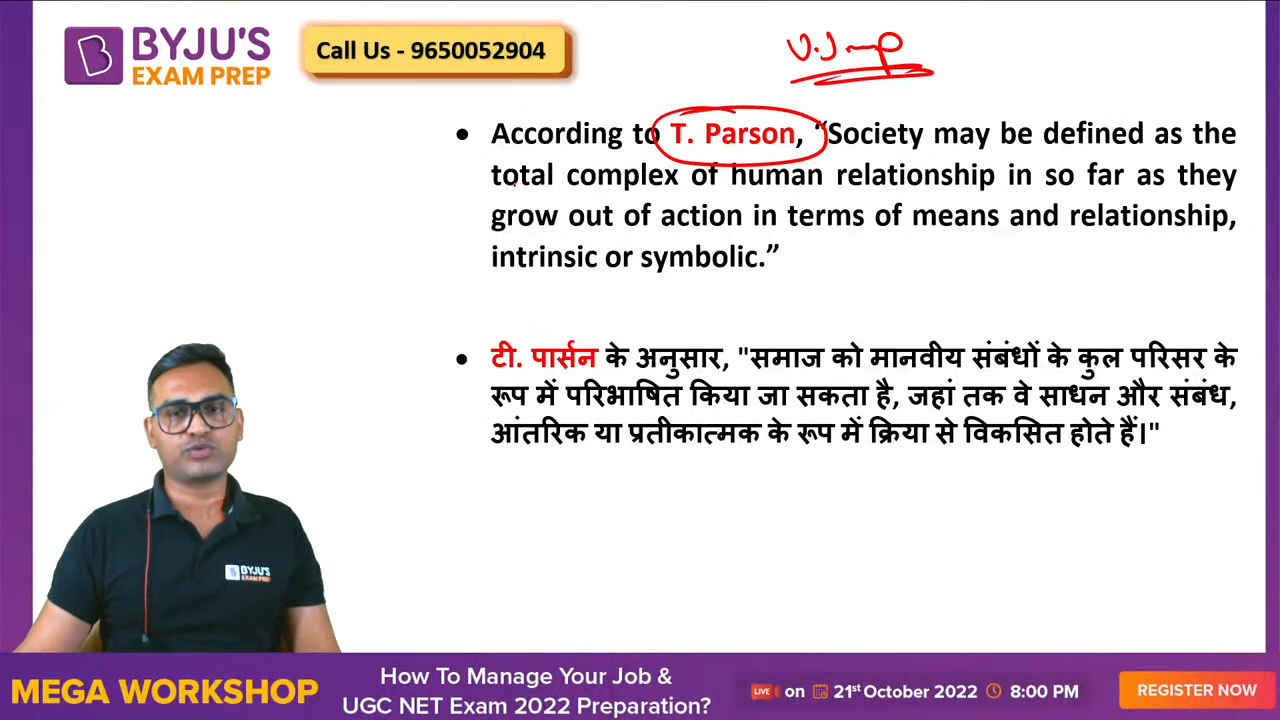 BYJU'S
EXAM PREP
Call Us - 9650052904
V.Imp
• According to T. Parson, “Society may be defined as the
total complex of human relationship in so far as they
grow out of action in terms of means and relationship,
intrinsic or symbolic.”
• टी. पार्सन के अनुसार, "समाज को मानवीय संबंधों के कुल परिसर के
रूप में परिभाषित किया जा सकता है, जहां तक वे साधन और संबंध,
आंतरिक या प्रतीकात्मक के रूप में क्रिया से विकसित होते हैं।"
BYJU'S
EXAM PREP
MEGA WORKSHOP
How To Manage Your Job &
UGC NET Exam 2022 Preparation?
LIVE on 21st October 2022 8:00 PM
REGISTER NOW